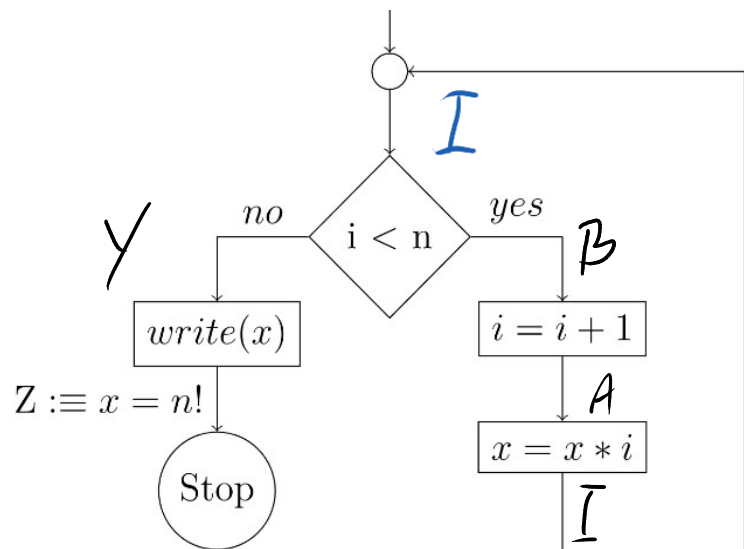 I
no
yes
Y
i < n
B
write(x)
i = i + 1
Z :≡ x = n!
A
x = x * i
Stop
I